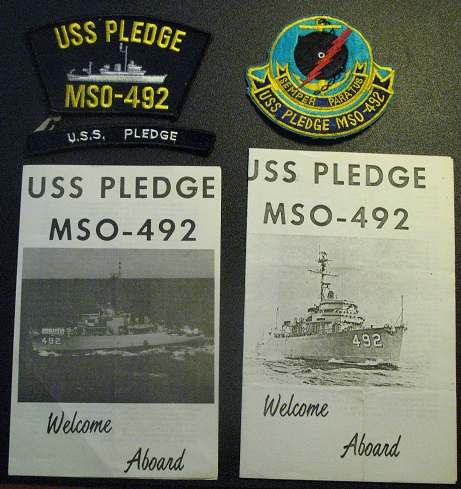 USS PLEDGE
MSO-492
U.S.S. PLEDGE
SEMPER PARATUS
USS PLEDGE MSO-492
USS PLEDGE
MSO-492
492
Welcome
Aboard
USS PLEDGE
MSO-492
492
Welcome
Aboard